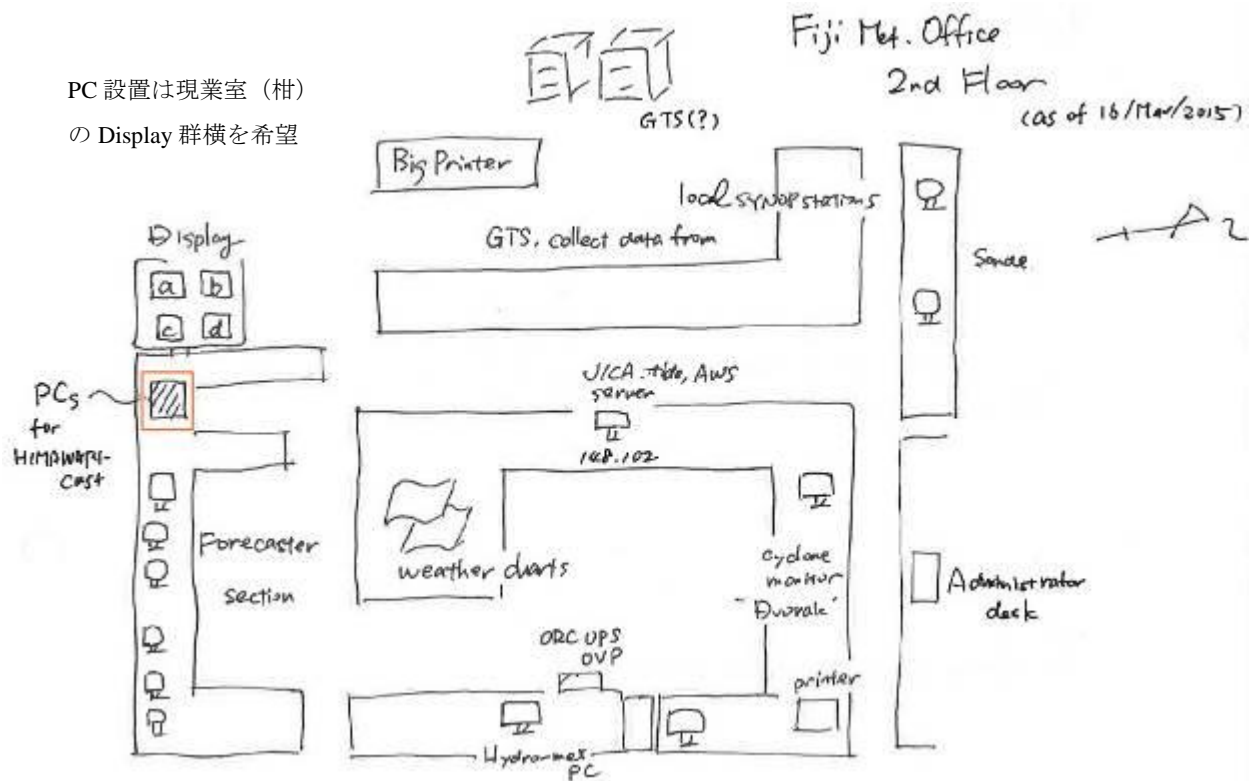 Fiji Met. Office
2nd Floor
(as of 16/Mar/2015)
PC 設置は現業室（柑）
の Display 群横を希望
GTS(?)
Big Printer
local SYNOP stations
GTS, collect data from
Sonde
Display
a b
c d
PCs
for
HIMAWARI-
Cast
JICA tide, AWS
server
148.102
Forecaster
section
weather charts
cyclone
monitor
"Dvorak"
Administrator
desk
ORC UPS
OVP
printer
PC